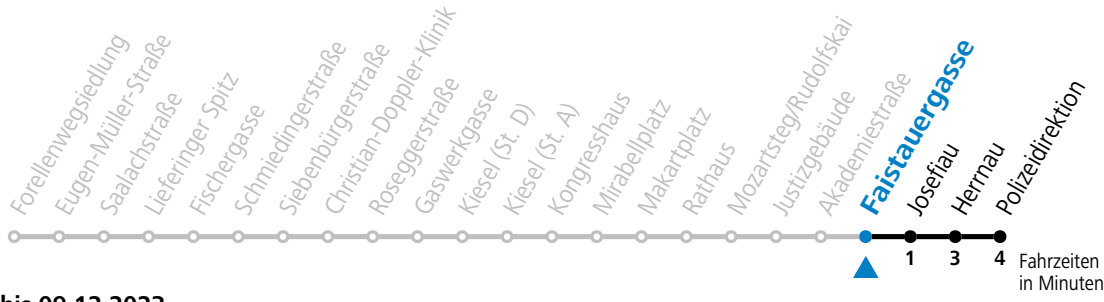 Forellenwegsiedlung
Eugen-Müller-Straße
Saalachstraße
Lieferinger Spitz
Fischergasse
Schmiedingerstraße
Siebenbürgerstraße
Christian-Doppler-Klinik
Roseggerstraße
Gaswerkgasse
Kiesel (St. D)
Kiesel (St. A)
Kongresshaus
Mirabellplatz
Makartplatz
Rathaus
Mozartsteg/Rudolfskai
Justizgebäude
Akademiestraße
Faistauergasse
Josefiau
Herrnau
Polizeidirektion
1 3 4 Fahrzeiten
in Minuten
bis 09.12.2023